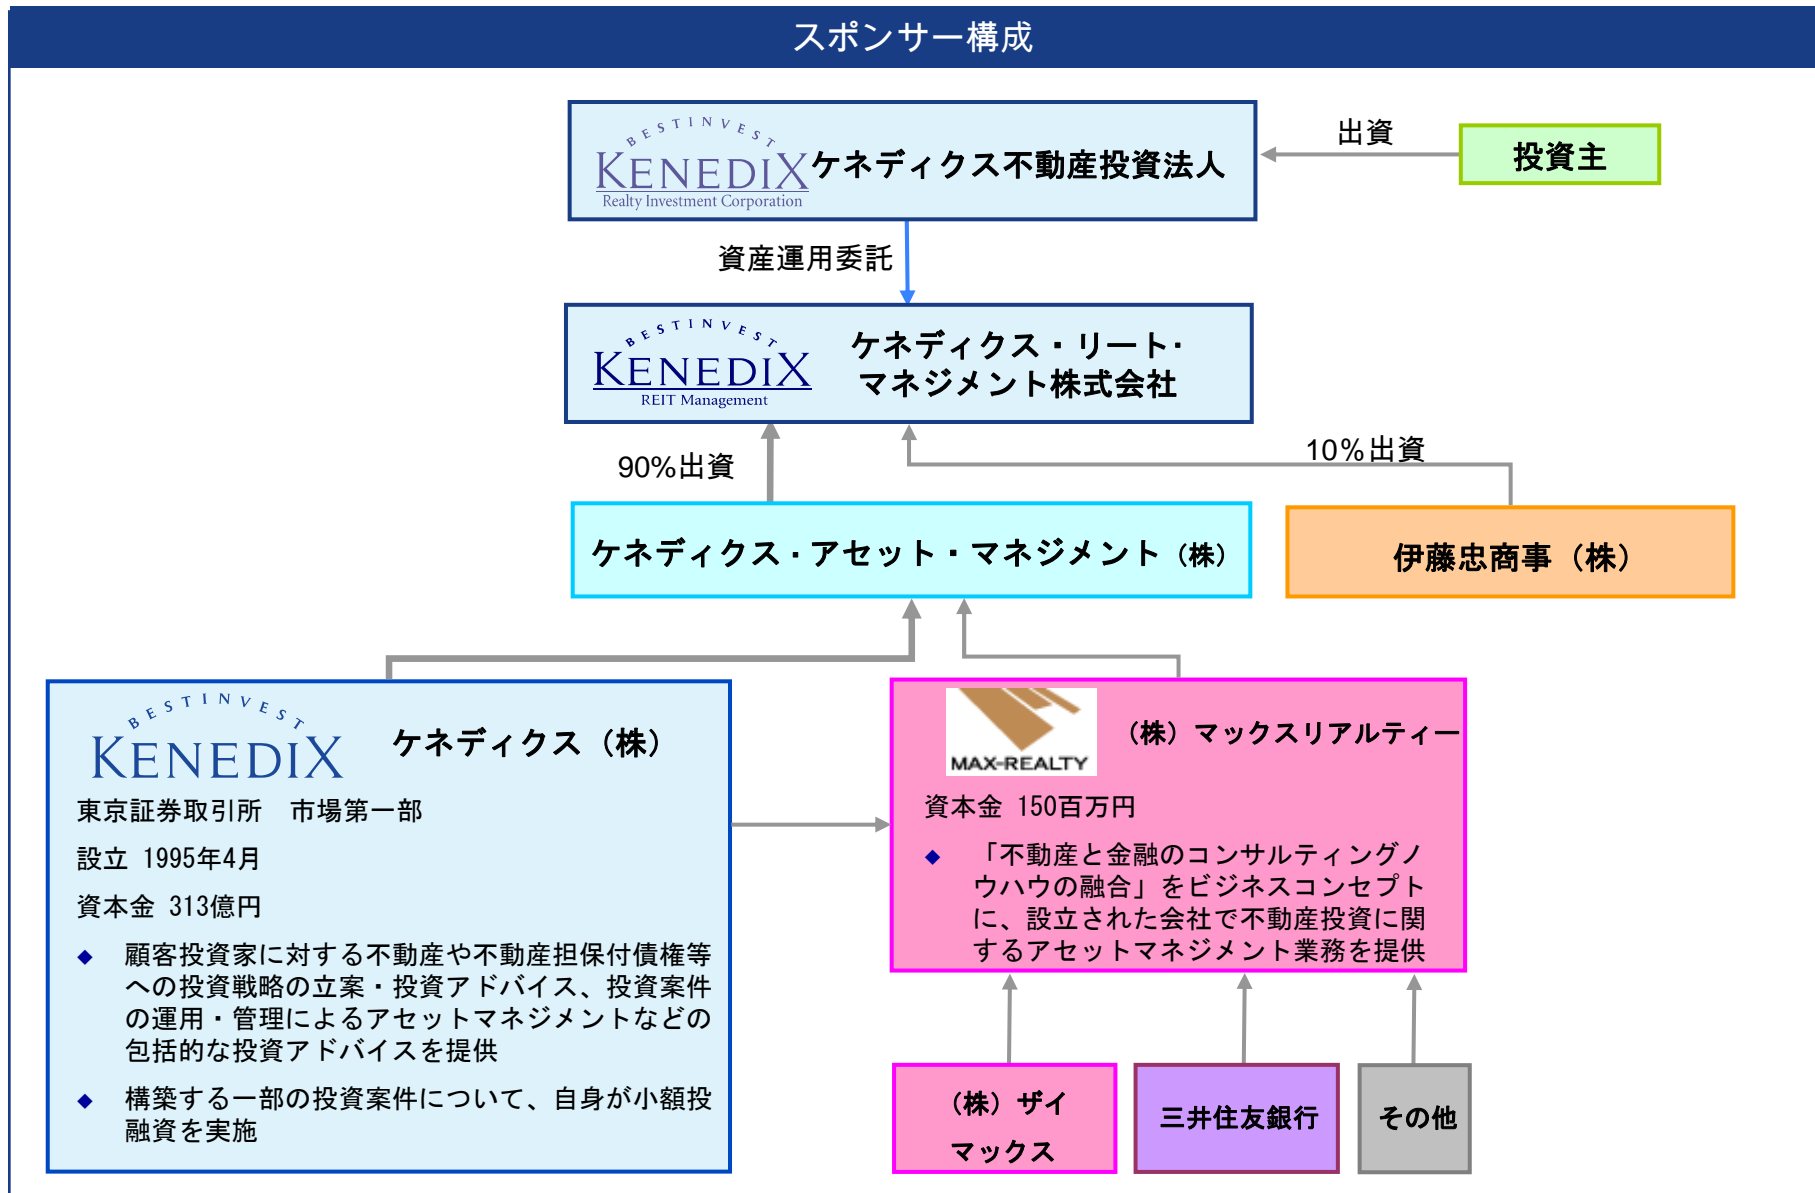 スポンサー構成
BESTINVEST
KENEDIX
Realty Investment Corporation
ケネディクス不動産投資法人
出資
投資主
資産運用委託
BESTINVEST
KENEDIX
REIT Management
ケネディクス・リート・
マネジメント株式会社
90%出資
10%出資
ケネディクス・アセット・マネジメント（株）
伊藤忠商事（株）
BESTINVEST
KENEDIX
ケネディクス（株）
東京証券取引所　市場第一部
設立 1995年4月
資本金 313億円
◆ 顧客投資家に対する不動産や不動産担保付債権等
への投資戦略の立案・投資アドバイス、投資案件
の運用・管理によるアセットマネジメントなどの
包括的な投資アドバイスを提供
◆ 構築する一部の投資案件について、自身が小額投
融資を実施
MAX-REALTY
（株）マックスリアルティー
資本金 150百万円
◆ 「不動産と金融のコンサルティングノ
ウハウの融合」をビジネスコンセプト
に、設立された会社で不動産投資に関
するアセットマネジメント業務を提供
（株）ザイ
マックス
三井住友銀行
その他